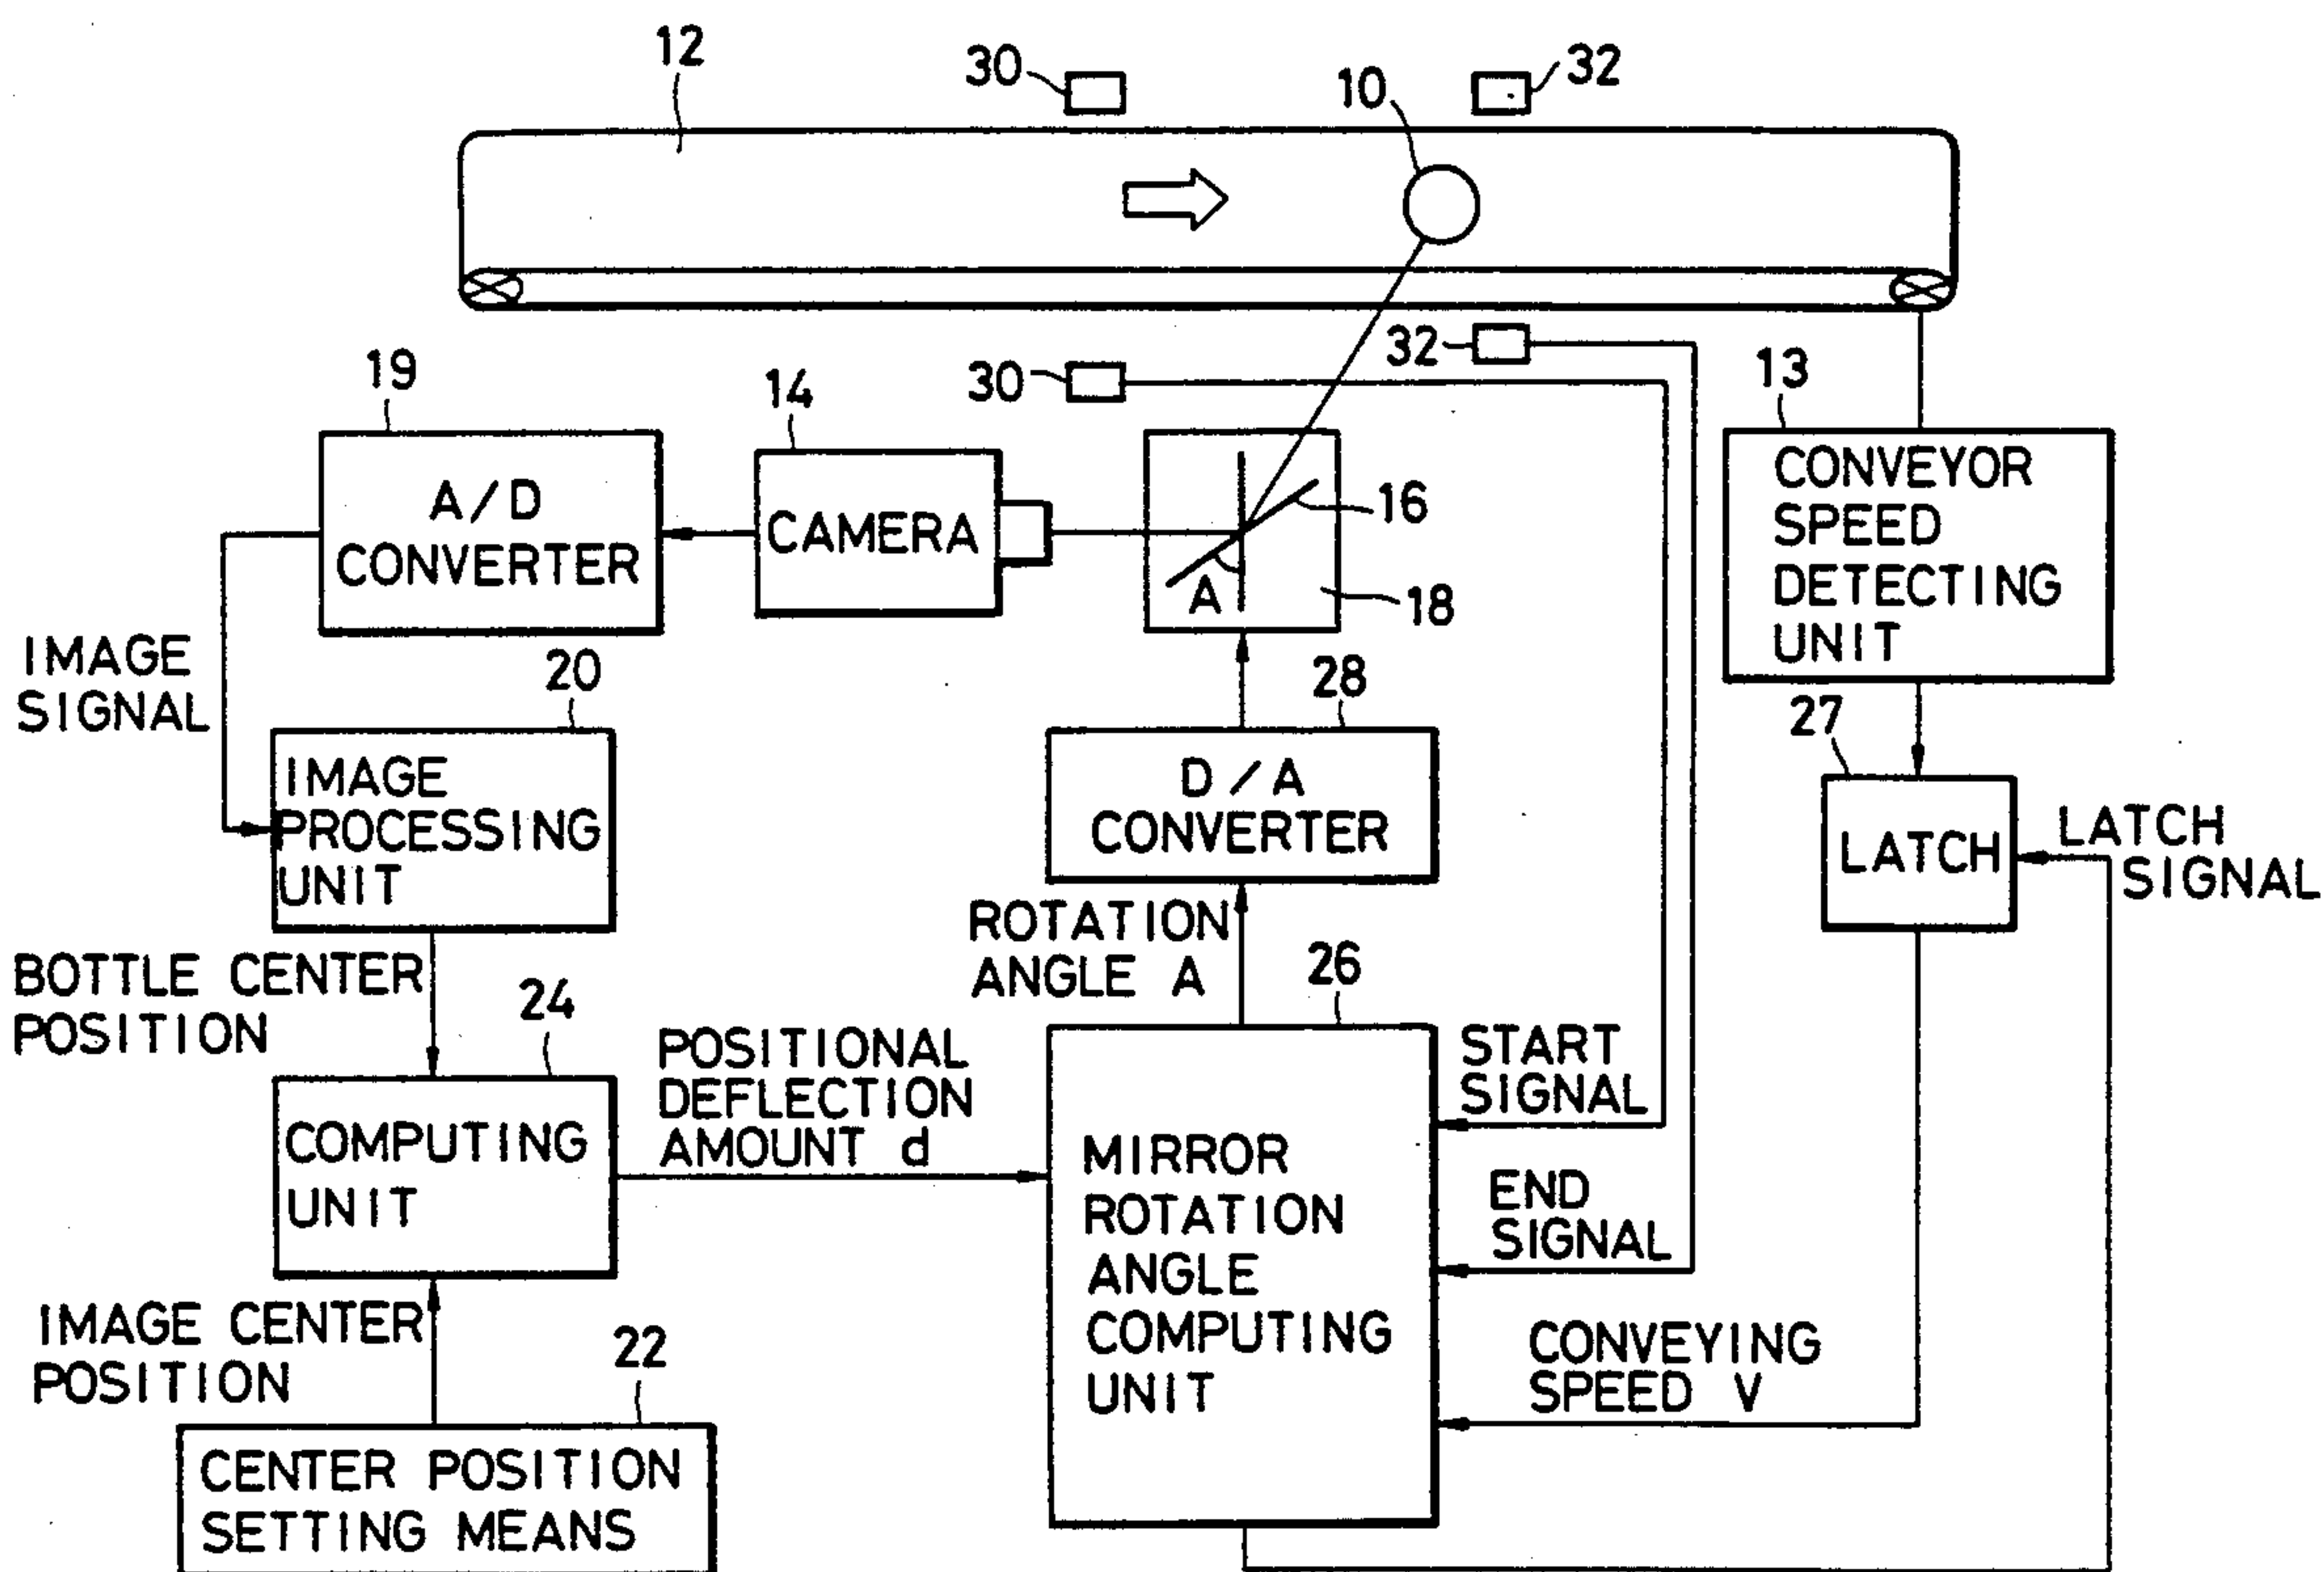 12
30
10
32
32
30
13
19
14
CONVEYOR
SPEED
DETECTING
UNIT
A/D
CONVERTER
CAMERA
16
A
18
IMAGE
SIGNAL
20
28
27
IMAGE
PROCESSING
UNIT
D/A
CONVERTER
LATCH
LATCH
SIGNAL
ROTATION
ANGLE A
26
BOTTLE CENTER
POSITION
24
POSITIONAL
DEFLECTION
AMOUNT d
START
SIGNAL
COMPUTING
UNIT
MIRROR
ROTATION
ANGLE
COMPUTING
UNIT
END
SIGNAL
IMAGE CENTER
POSITION
22
CONVEYING
SPEED V
CENTER POSITION
SETTING MEANS